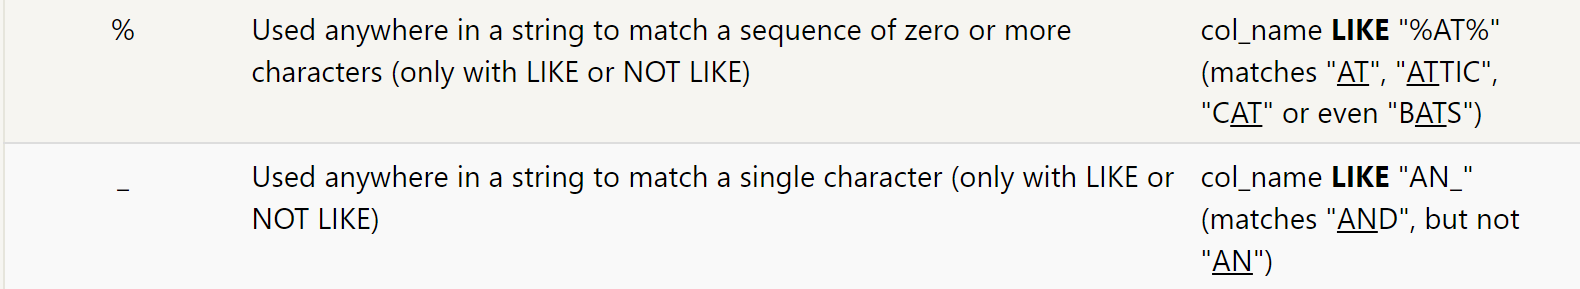 %
Used anywhere in a string to match a sequence of zero or more
characters (only with LIKE or NOT LIKE)
col_name LIKE "%AT%"
(matches "AT", "ATTIC",
"CAT" or even "BATS")
_
Used anywhere in a string to match a single character (only with LIKE or
NOT LIKE)
col_name LIKE "AN_"
(matches "AND", but not
"AN")